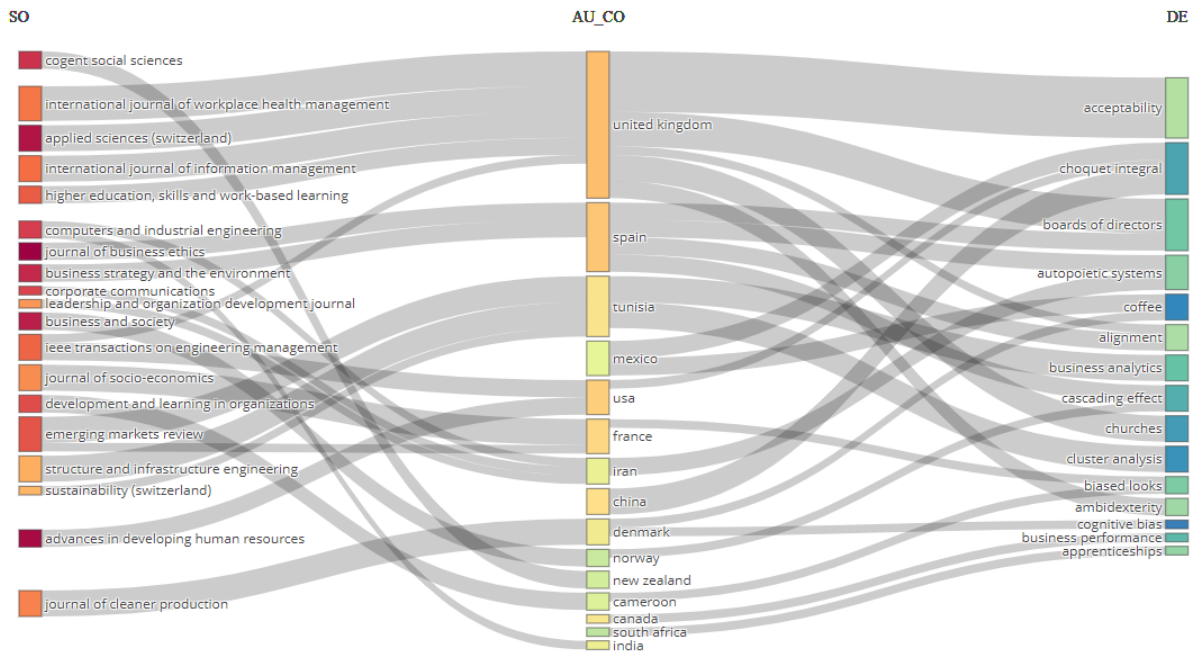 SO
AU_CO
DE
cogent social sciences
international journal of workplace health management
applied sciences (switzerland)
international journal of information management
higher education, skills and work-based learning
computers and industrial engineering
journal of business ethics
business strategy and the environment
corporate communications
leadership and organization development journal
business and society
ieee transactions on engineering management
journal of socio-economics
development and learning in organizations
emerging markets review
structure and infrastructure engineering
sustainability (switzerland)
advances in developing human resources
journal of cleaner production
united kingdom
spain
tunisia
mexico
usa
france
iran
china
denmark
norway
new zealand
cameroon
canada
south africa
india
acceptability
choquet integral
boards of directors
autopoietic systems
coffee
alignment
business analytics
cascading effect
churches
cluster analysis
biased looks
ambidexterity
cognitive bias
business performance
apprenticeships